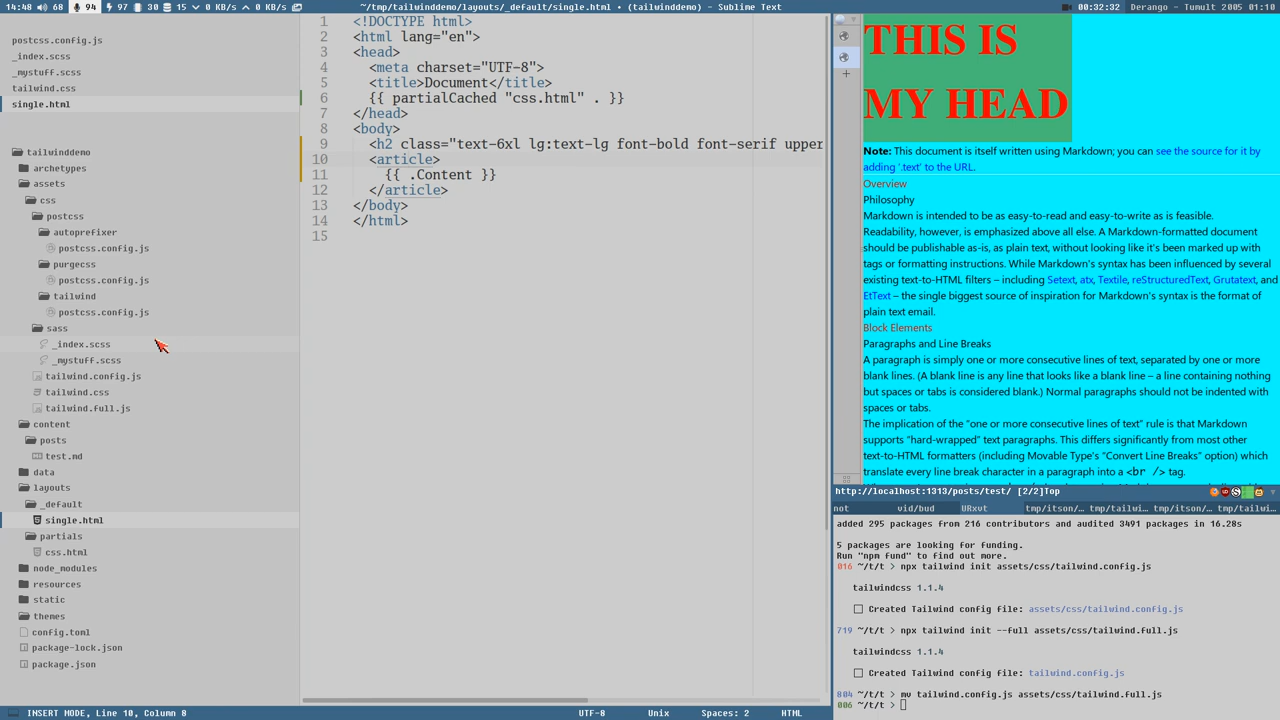 14:48 68 94 97 30 15 0 KB/s 0 KB/s
~/tmp/tailwinddemo/layouts/_default/single.html • (tailwinddemo) - Sublime Text
00:32:32 Derango - Tumult 2005 01:10
postcss.config.js
_index.scss
_mystuff.scss
tailwind.css
single.html
tailwinddemo
archetypes
assets
css
postcss
autoprefixer
postcss.config.js
purgecss
postcss.config.js
tailwind
postcss.config.js
sass
_index.scss
_mystuff.scss
tailwind.config.js
tailwind.css
tailwind.full.js
content
posts
test.md
data
layouts
_default
single.html
partials
css.html
node_modules
resources
static
themes
config.toml
package-lock.json
package.json
1 <!DOCTYPE html>
2 <html lang="en">
3 <head>
4 <meta charset="UTF-8">
5 <title>Document</title>
6 {{ partialCached "css.html" . }}
7 </head>
8 <body>
9 <h2 class="text-6xl lg:text-lg font-bold font-serif upper
10 <article>
11 {{ .Content }}
12 </article>
13 </body>
14 </html>
15
THIS IS
MY HEAD
Note: This document is itself written using Markdown; you can see the source for it by
adding '.text' to the URL.
Overview
Philosophy
Markdown is intended to be as easy-to-read and easy-to-write as is feasible.
Readability, however, is emphasized above all else. A Markdown-formatted document
should be publishable as-is, as plain text, without looking like it's been marked up with
tags or formatting instructions. While Markdown's syntax has been influenced by several
existing text-to-HTML filters – including Setext, atx, Textile, reStructuredText, Grutatext, and
EtText – the single biggest source of inspiration for Markdown's syntax is the format of
plain text email.
Block Elements
Paragraphs and Line Breaks
A paragraph is simply one or more consecutive lines of text, separated by one or more
blank lines. (A blank line is any line that looks like a blank line – a line containing nothing
but spaces or tabs is considered blank.) Normal paragraphs should not be indented with
spaces or tabs.
The implication of the “one or more consecutive lines of text” rule is that Markdown
supports “hard-wrapped” text paragraphs. This differs significantly from most other
text-to-HTML formatters (including Movable Type's “Convert Line Breaks” option) which
translate every line break character in a paragraph into a <br /> tag.
http://localhost:1313/posts/test/ [2/2]Top
not vid/bud URxvt tmp/itson/… tmp/tailwi… tmp/itson/… tmp/tailwi…
added 295 packages from 216 contributors and audited 3491 packages in 16.28s
5 packages are looking for funding.
Run "npm fund" to find out more.
016 ~/t/t > npx tailwind init assets/css/tailwind.config.js
tailwindcss 1.1.4
Created Tailwind config file: assets/css/tailwind.config.js
719 ~/t/t > npx tailwind init --full assets/css/tailwind.full.js
tailwindcss 1.1.4
Created Tailwind config file: tailwind.config.js
804 ~/t/t > mv tailwind.config.js assets/css/tailwind.full.js
006 ~/t/t >
INSERT MODE, Line 10, Column 8 UTF-8 Unix Spaces: 2 HTML